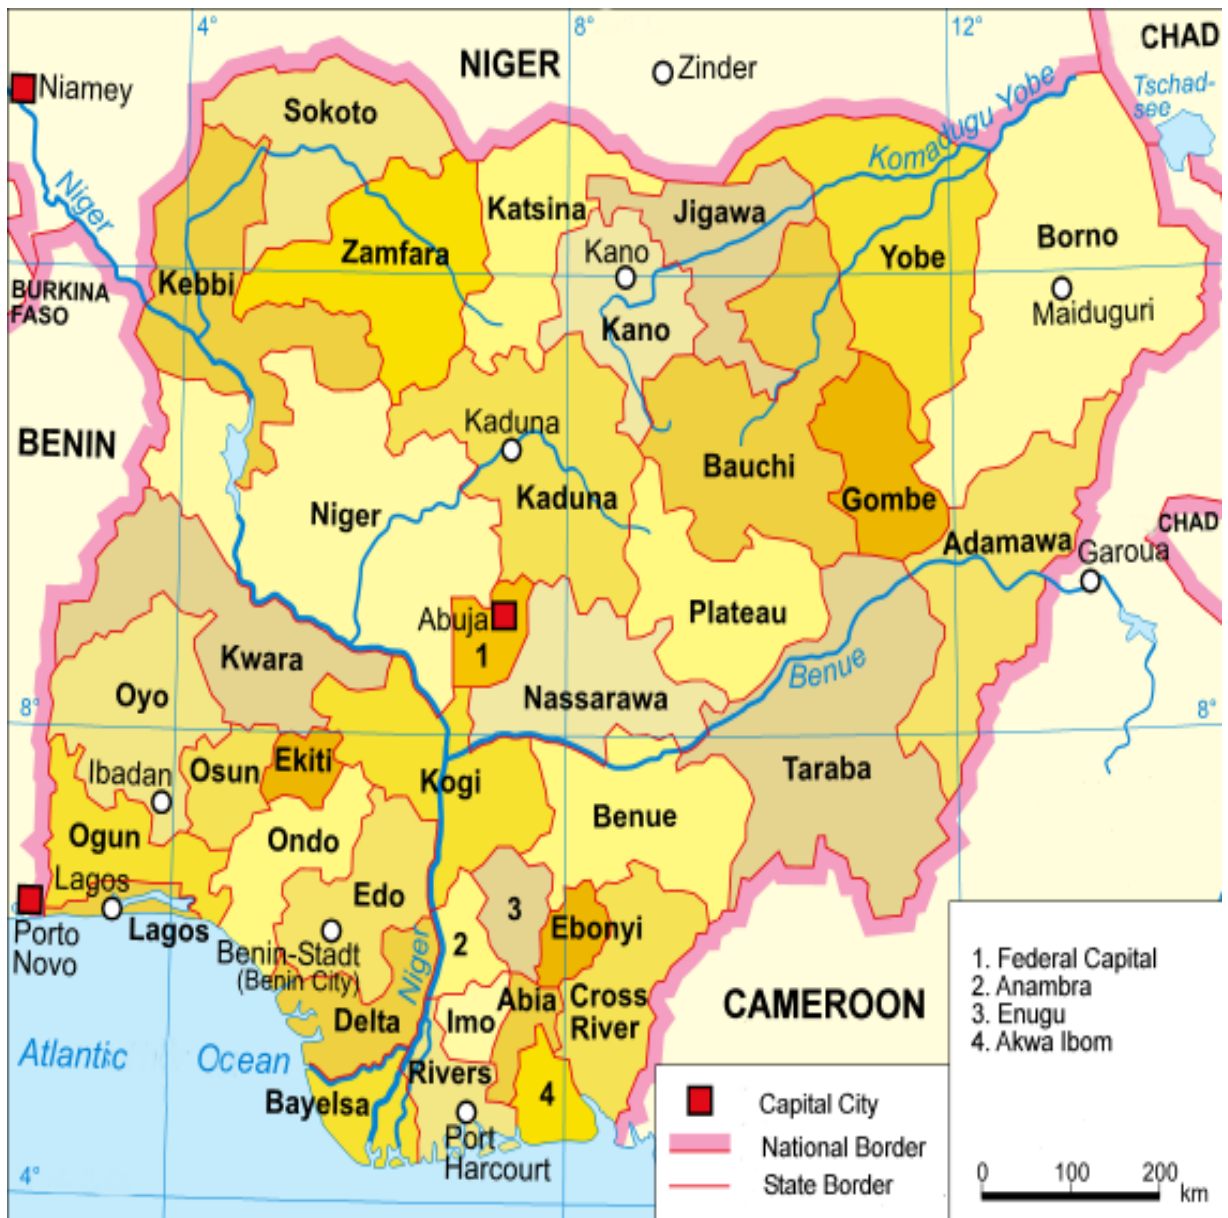 4°
8°
12°
CHAD
NIGER
Zinder
Niamey
Tschad-
see
Sokoto
Komadugu Yobe
Niger
Katsina
Jigawa
Zamfara
Kano
Yobe
Borno
Kebbi
BURKINA
FASO
Maiduguri
Kano
Kaduna
BENIN
Bauchi
Kaduna
Gombe
Niger
CHAD
Adamawa
Garoua
Abuja
Plateau
1
Kwara
Benue
Nassarawa
Oyo
8°
8°
Ekiti
Osun
Ibadan
Kogi
Taraba
Benue
Ogun
Ondo
Lagos
Edo
3
Ebonyi
Lagos
2
Porto
Novo
Benin-Stadt
(Benin City)
Niger
Abia
Cross
River
CAMEROON
Delta
Imo
Atlantic Ocean
Rivers
Bayelsa
4
Port
Harcourt
4°
1. Federal Capital
2. Anambra
3. Enugu
4. Akwa Ibom
Capital City
National Border
State Border
0 100 200
km